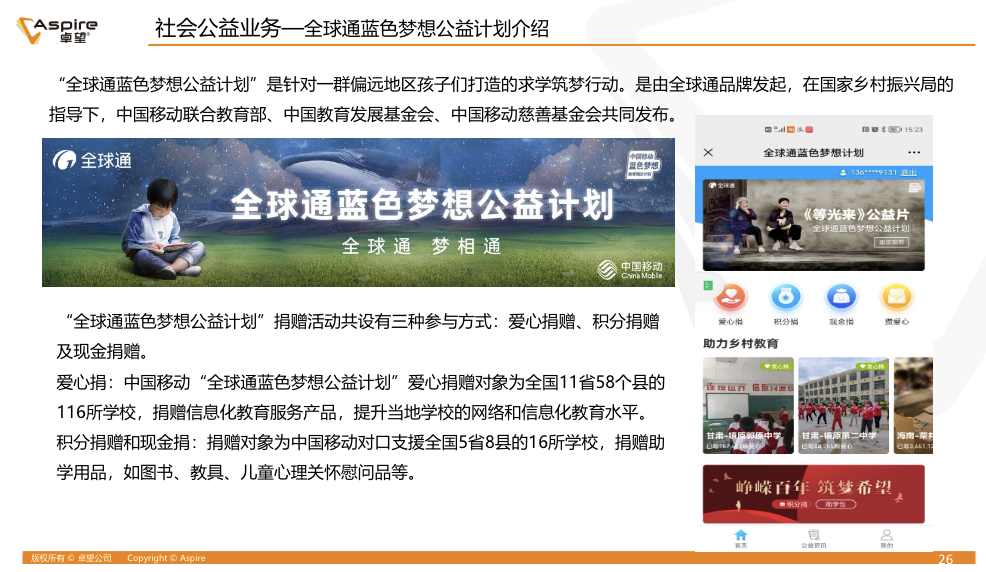 Aspire
卓望
社会公益业务—全球通蓝色梦想公益计划介绍
“全球通蓝色梦想公益计划”是针对一群偏远地区孩子们打造的求学筑梦行动。是由全球通品牌发起，在国家乡村振兴局的
指导下，中国移动联合教育部、中国教育发展基金会、中国移动慈善基金会共同发布。
全球通
中国移动
蓝色梦想
全球通蓝色梦想公益计划
全球通 梦相通
中国移动
China Mobile
“全球通蓝色梦想公益计划”捐赠活动共设有三种参与方式：爱心捐赠、积分捐赠
及现金捐赠。
爱心捐：中国移动“全球通蓝色梦想公益计划”爱心捐赠对象为全国11省58个县的
116所学校，捐赠信息化教育服务产品，提升当地学校的网络和信息化教育水平。
积分捐赠和现金捐：捐赠对象为中国移动对口支援全国5省8县的16所学校，捐赠助
学用品，如图书、教具、儿童心理关怀慰问品等。
15:23
全球通蓝色梦想计划
136****9131 退出
全球通
《等光来》公益片
全球通蓝色梦想公益计划
爱心捐 积分捐 现金捐 攒爱心
助力乡村教育
爱心捐
爱心捐
甘肃-镇原郭原中学
甘肃-镇原第二中学
峥嵘百年 筑梦希望
积分捐 助学包
首页 公益资讯 我的
版权所有 © 卓望公司 Copyright © Aspire
26